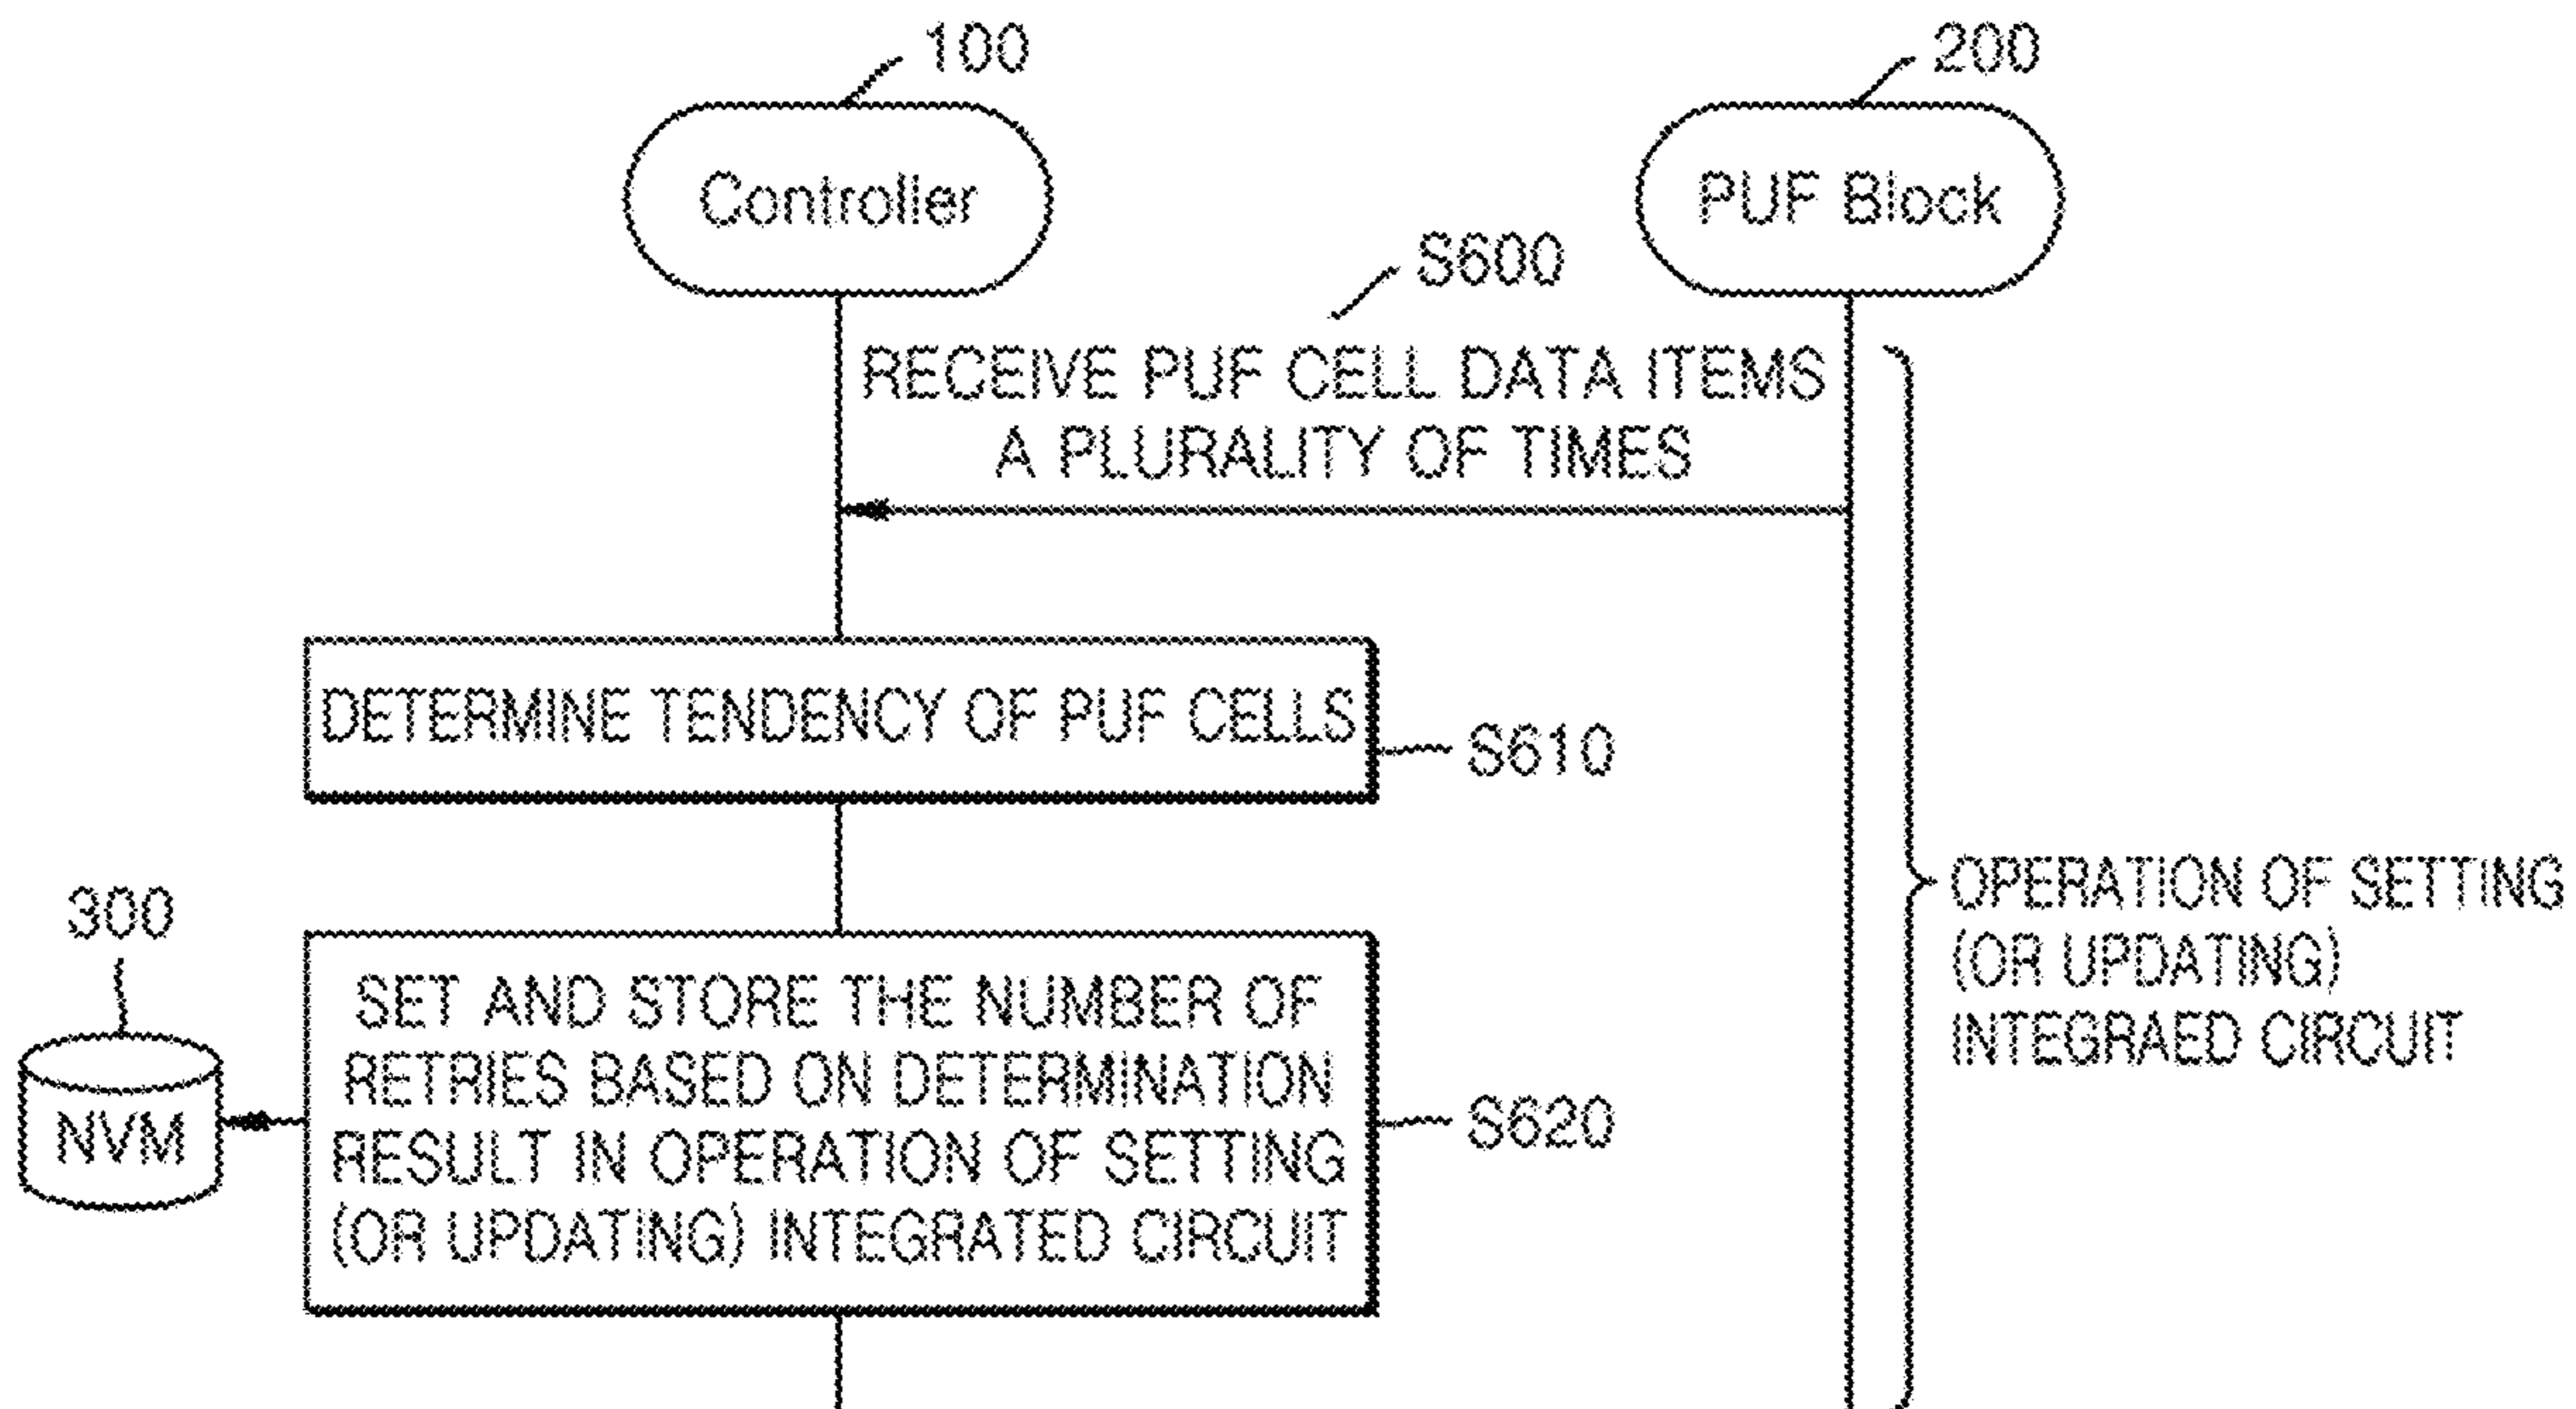 100
200
Controller
PUF Block
S600
RECEIVE PUF CELL DATA ITEMS
A PLURALITY OF TIMES
DETERMINE TENDENCY OF PUF CELLS
S610
OPERATION OF SETTING
(OR UPDATING)
INTEGRAED CIRCUIT
300
NVM
SET AND STORE THE NUMBER OF
RETRIES BASED ON DETERMINATION
RESULT IN OPERATION OF SETTING
(OR UPDATING) INTEGRATED CIRCUIT
S620